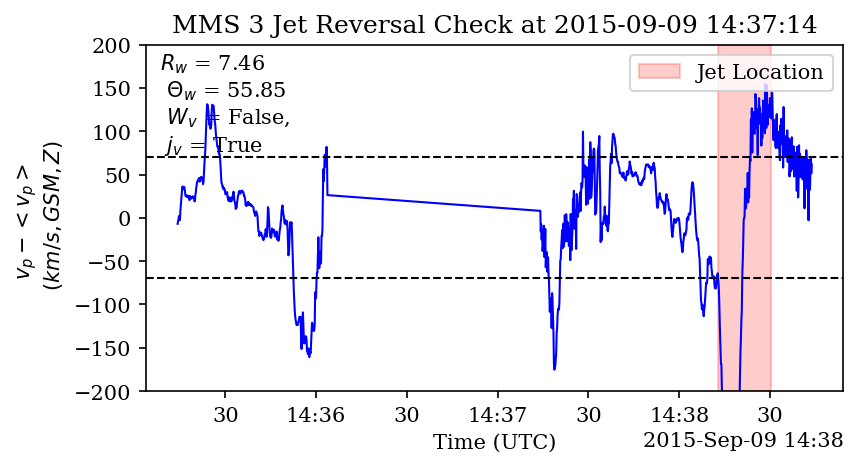 MMS 3 Jet Reversal Check at 2015-09-09 14:37:14
R_w = 7.46
Θ_w = 55.85
W_v = False,
j_v = True
Jet Location
200
150
100
50
0
−50
−100
−150
−200
v_p − < v_p >
(km/s, GSM, Z)
30 14:36 30 14:37 30 14:38 30
Time (UTC)
2015-Sep-09 14:38